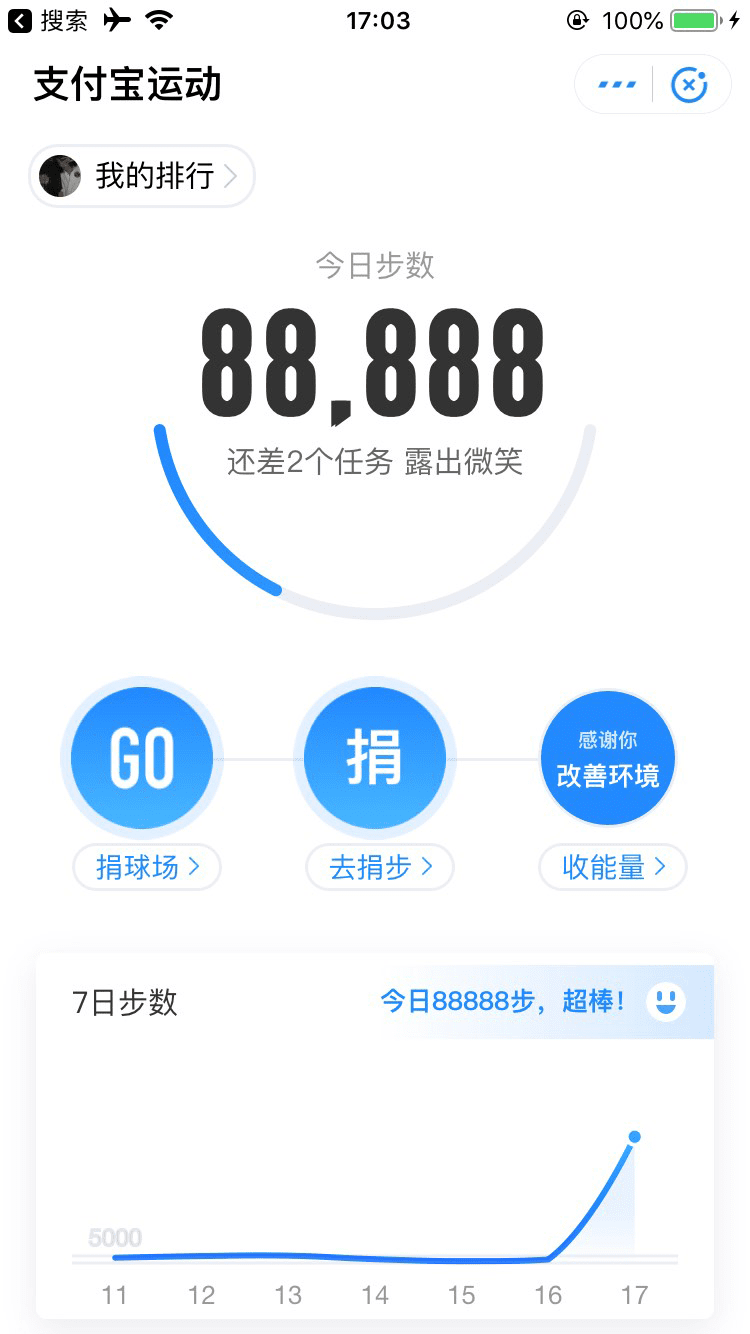 搜索 17:03 100%
支付宝运动
我的排行
今日步数
88,888
还差2个任务 露出微笑
GO 捐 感谢你
改善环境
捐球场 去捐步 收能量
7日步数 今日88888步，超棒！
5000
11 12 13 14 15 16 17